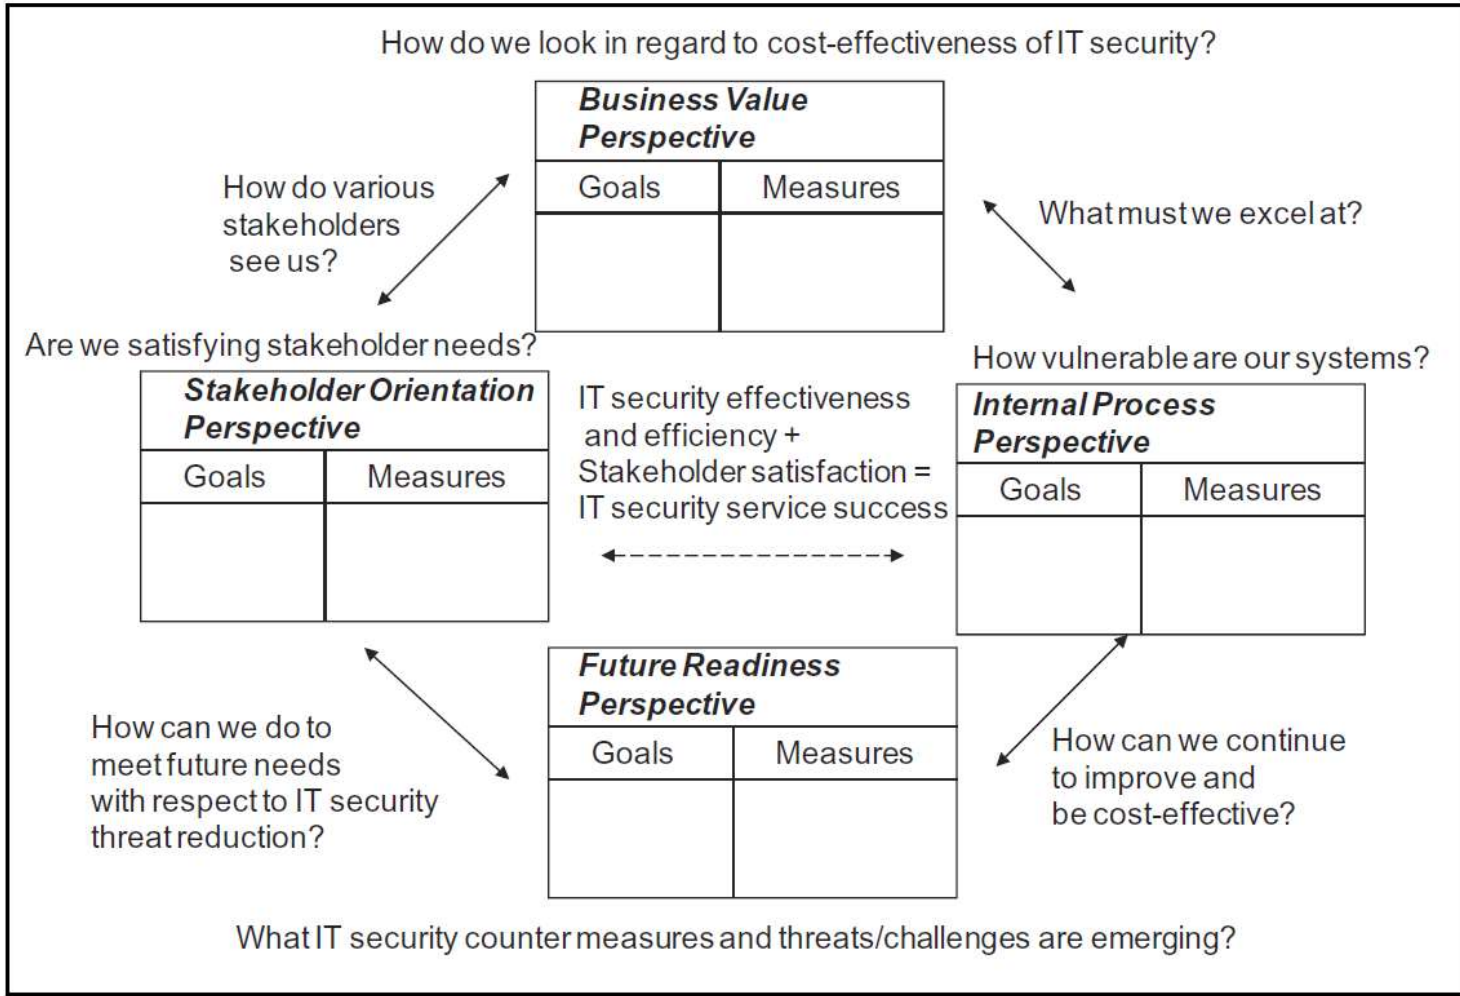 How do we look in regard to cost-effectiveness of IT security?
Business Value
Perspective
Goals
Measures
How do various
stakeholders
see us?
What must we excel at?
Are we satisfying stakeholder needs?
Stakeholder Orientation
Perspective
Goals
Measures
IT security effectiveness
and efficiency +
Stakeholder satisfaction =
IT security service success
How vulnerable are our systems?
Internal Process
Perspective
Goals
Measures
Future Readiness
Perspective
Goals
Measures
How can we do to
meet future needs
with respect to IT security
threat reduction?
How can we continue
to improve and
be cost-effective?
What IT security counter measures and threats/challenges are emerging?